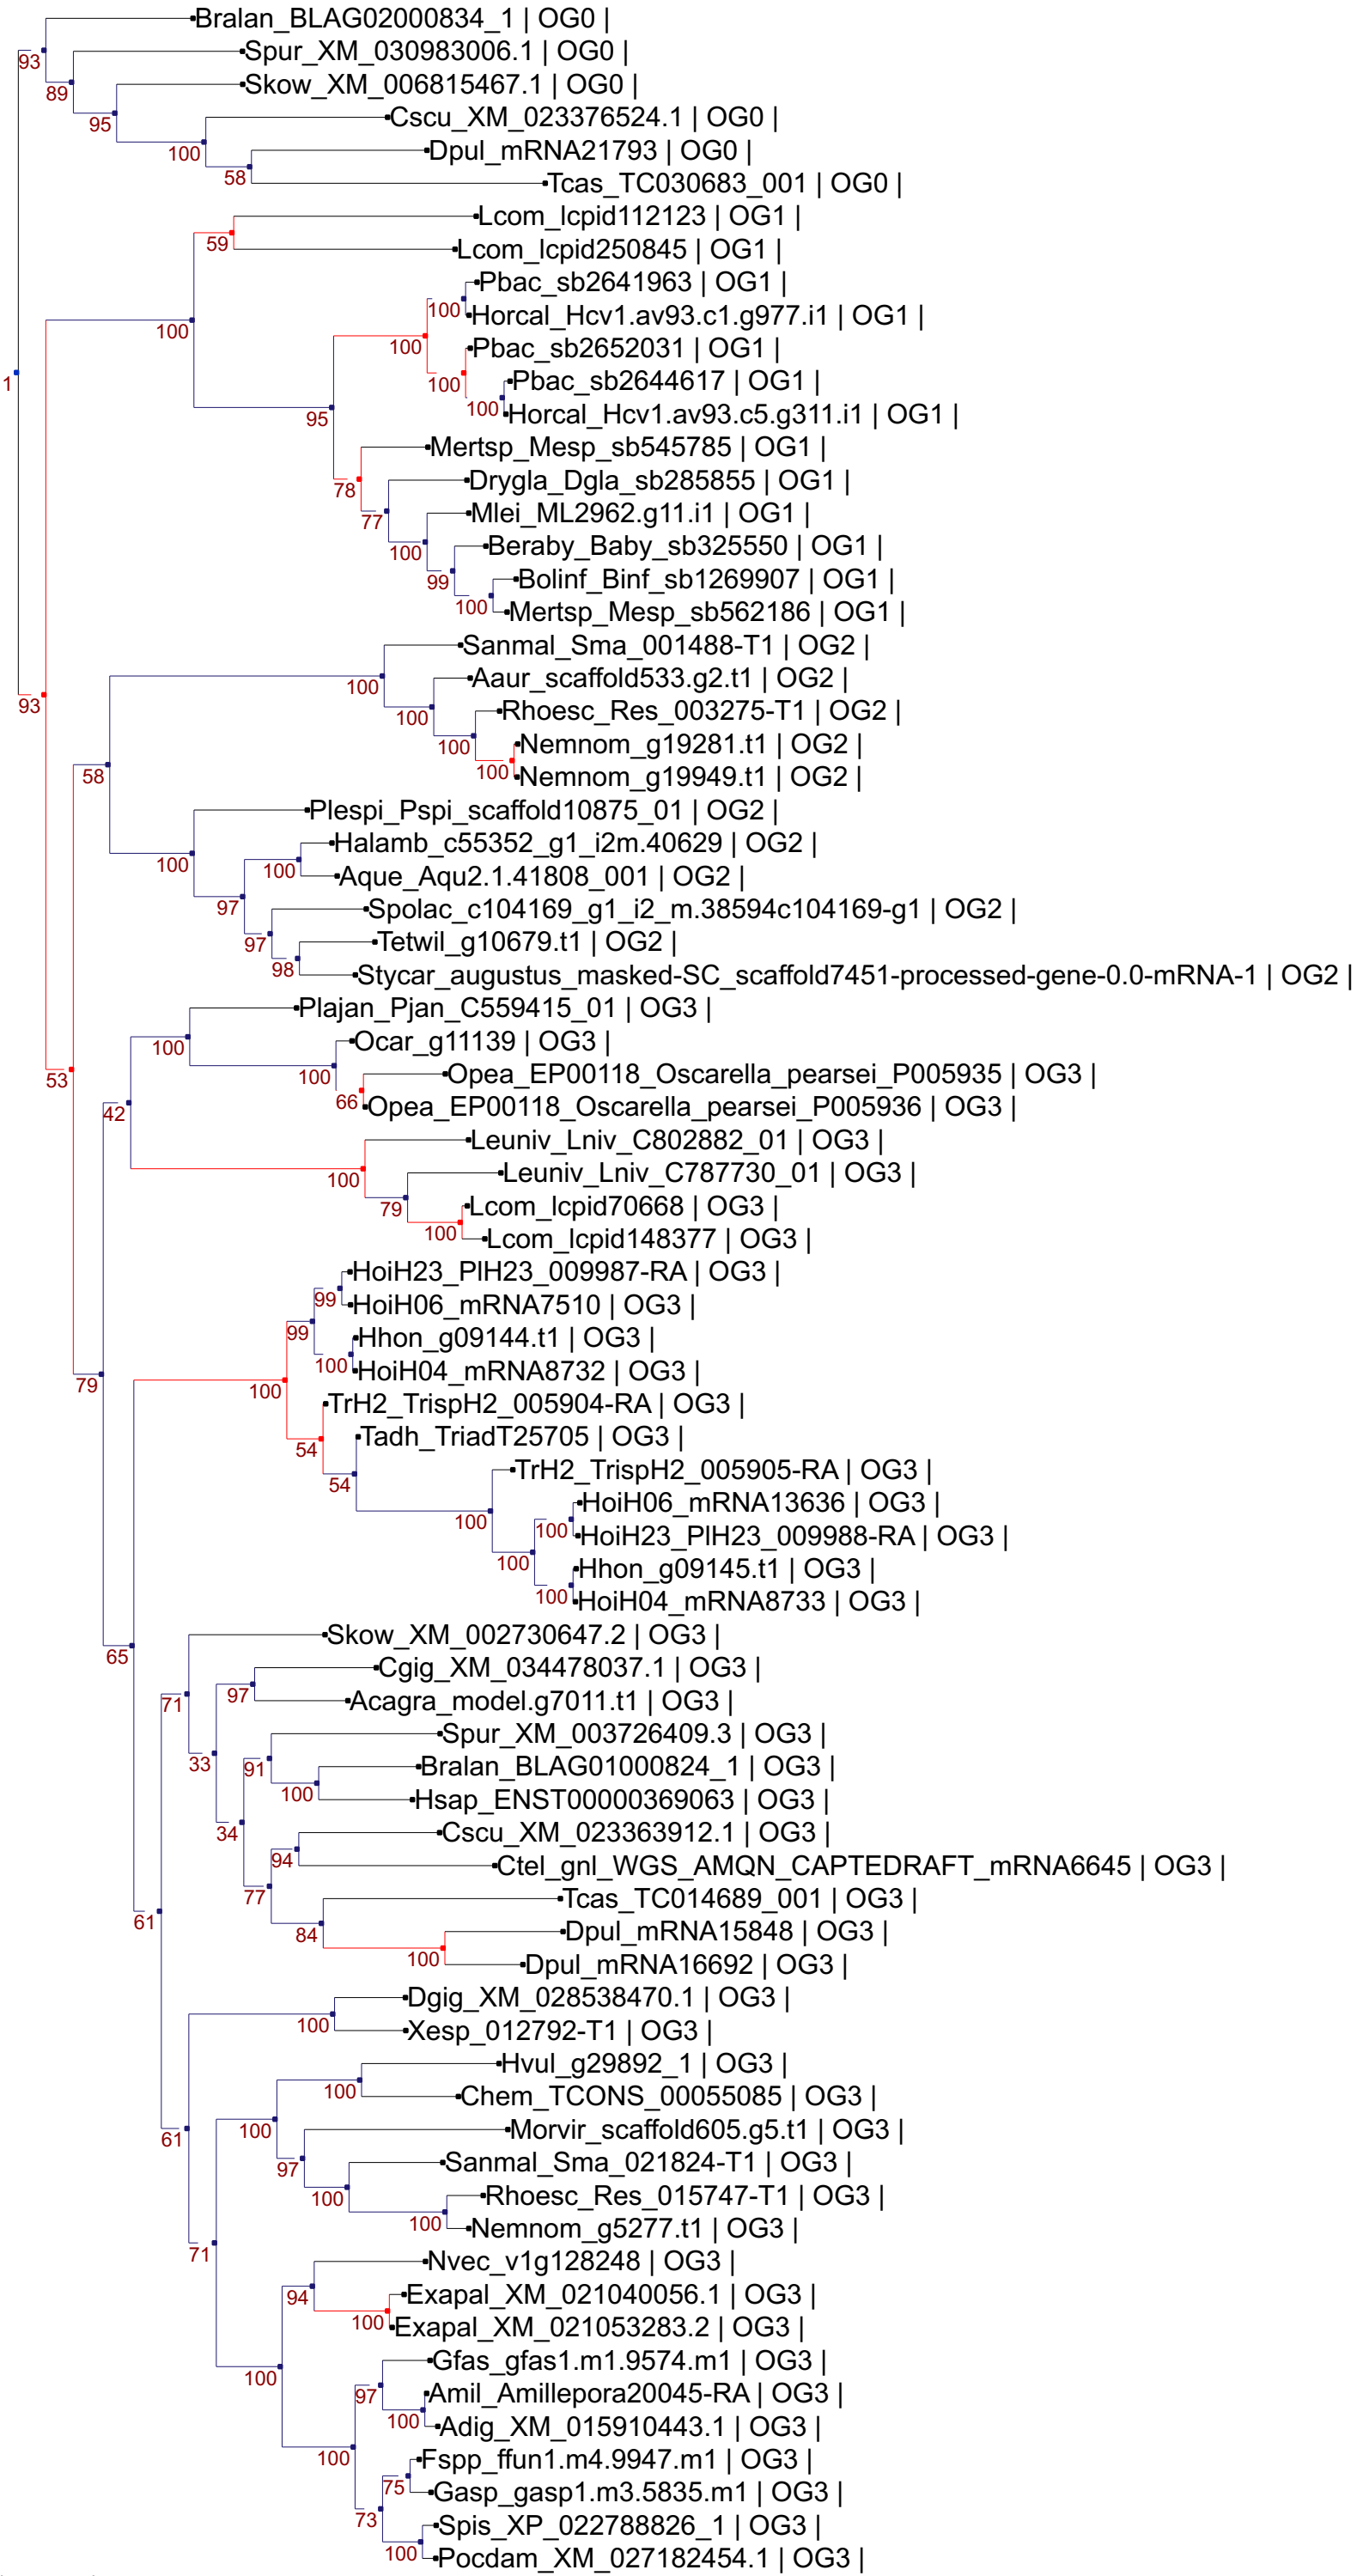 Bralan_BLAG02000834_1 | OG0 |
93
Spur_XM_030983006.1 | OG0 |
89
Skow_XM_006815467.1 | OG0 |
95
Cscu_XM_023376524.1 | OG0 |
100
Dpul_mRNA21793 | OG0 |
58
Tcas_TC030683_001 | OG0 |
Lcom_lcpid112123 | OG1 |
59
Lcom_lcpid250845 | OG1 |
Pbac_sb2641963 | OG1 |
100
Horcal_Hcv1.av93.c1.g977.i1 | OG1 |
100
100
Pbac_sb2652031 | OG1 |
1
100
Pbac_sb2644617 | OG1 |
100
Horcal_Hcv1.av93.c5.g311.i1 | OG1 |
95
Mertsp_Mesp_sb545785 | OG1 |
78
Drygla_Dgla_sb285855 | OG1 |
77
Mlei_ML2962.g11.i1 | OG1 |
100
Beraby_Baby_sb325550 | OG1 |
99
Bolinf_Binf_sb1269907 | OG1 |
100
Mertsp_Mesp_sb562186 | OG1 |
Sanmal_Sma_001488-T1 | OG2 |
100
Aaur_scaffold533.g2.t1 | OG2 |
93
100
Rhoesc_Res_003275-T1 | OG2 |
100
Nemnom_g19281.t1 | OG2 |
58
100
Nemnom_g19949.t1 | OG2 |
Plespi_Pspi_scaffold10875_01 | OG2 |
100
Halamb_c55352_g1_i2m.40629 | OG2 |
100
Aque_Aqu2.1.41808_001 | OG2 |
97
Spolac_c104169_g1_i2_m.38594c104169-g1 | OG2 |
97
Tetwil_g10679.t1 | OG2 |
98
Stycar_augustus_masked-SC_scaffold7451-processed-gene-0.0-mRNA-1 | OG2 |
Plajan_Pjan_C559415_01 | OG3 |
100
Ocar_g11139 | OG3 |
53
100
Opea_EP00118_Oscarella_pearsei_P005935 | OG3 |
66
42
Opea_EP00118_Oscarella_pearsei_P005936 | OG3 |
Leuniv_Lniv_C802882_01 | OG3 |
100
Leuniv_Lniv_C787730_01 | OG3 |
79
Lcom_lcpid70668 | OG3 |
100
Lcom_lcpid148377 | OG3 |
HoiH23_PlH23_009987-RA | OG3 |
99
HoiH06_mRNA7510 | OG3 |
99
Hhon_g09144.t1 | OG3 |
100
HoiH04_mRNA8732 | OG3 |
79
100
TrH2_TrispH2_005904-RA | OG3 |
54
Tadh_TriadT25705 | OG3 |
54
TrH2_TrispH2_005905-RA | OG3 |
100
HoiH06_mRNA13636 | OG3 |
100
HoiH23_PlH23_009988-RA | OG3 |
100
Hhon_g09145.t1 | OG3 |
100
HoiH04_mRNA8733 | OG3 |
Skow_XM_002730647.2 | OG3 |
65
Cgig_XM_034478037.1 | OG3 |
97
71
Acagra_model.g7011.t1 | OG3 |
Spur_XM_003726409.3 | OG3 |
33
91
Bralan_BLAG01000824_1 | OG3 |
100
Hsap_ENST00000369063 | OG3 |
34
Cscu_XM_023363912.1 | OG3 |
94
Ctel_gnl_WGS_AMQN_CAPTEDRAFT_mRNA6645 | OG3 |
77
Tcas_TC014689_001 | OG3 |
61
84
Dpul_mRNA15848 | OG3 |
100
Dpul_mRNA16692 | OG3 |
Dgig_XM_028538470.1 | OG3 |
100
Xesp_012792-T1 | OG3 |
Hvul_g29892_1 | OG3 |
100
Chem_TCONS_00055085 | OG3 |
100
Morvir_scaffold605.g5.t1 | OG3 |
61
97
Sanmal_Sma_021824-T1 | OG3 |
100
Rhoesc_Res_015747-T1 | OG3 |
100
Nemnom_g5277.t1 | OG3 |
71
Nvec_v1g128248 | OG3 |
94
Exapal_XM_021040056.1 | OG3 |
100
Exapal_XM_021053283.2 | OG3 |
Gfas_gfas1.m1.9574.m1 | OG3 |
100
97
Amil_Amillepora20045-RA | OG3 |
100
Adig_XM_015910443.1 | OG3 |
100
Fspp_ffun1.m4.9947.m1 | OG3 |
75
Gasp_gasp1.m3.5835.m1 | OG3 |
73
Spis_XP_022788826_1 | OG3 |
100
Pocdam_XM_027182454.1 | OG3 |